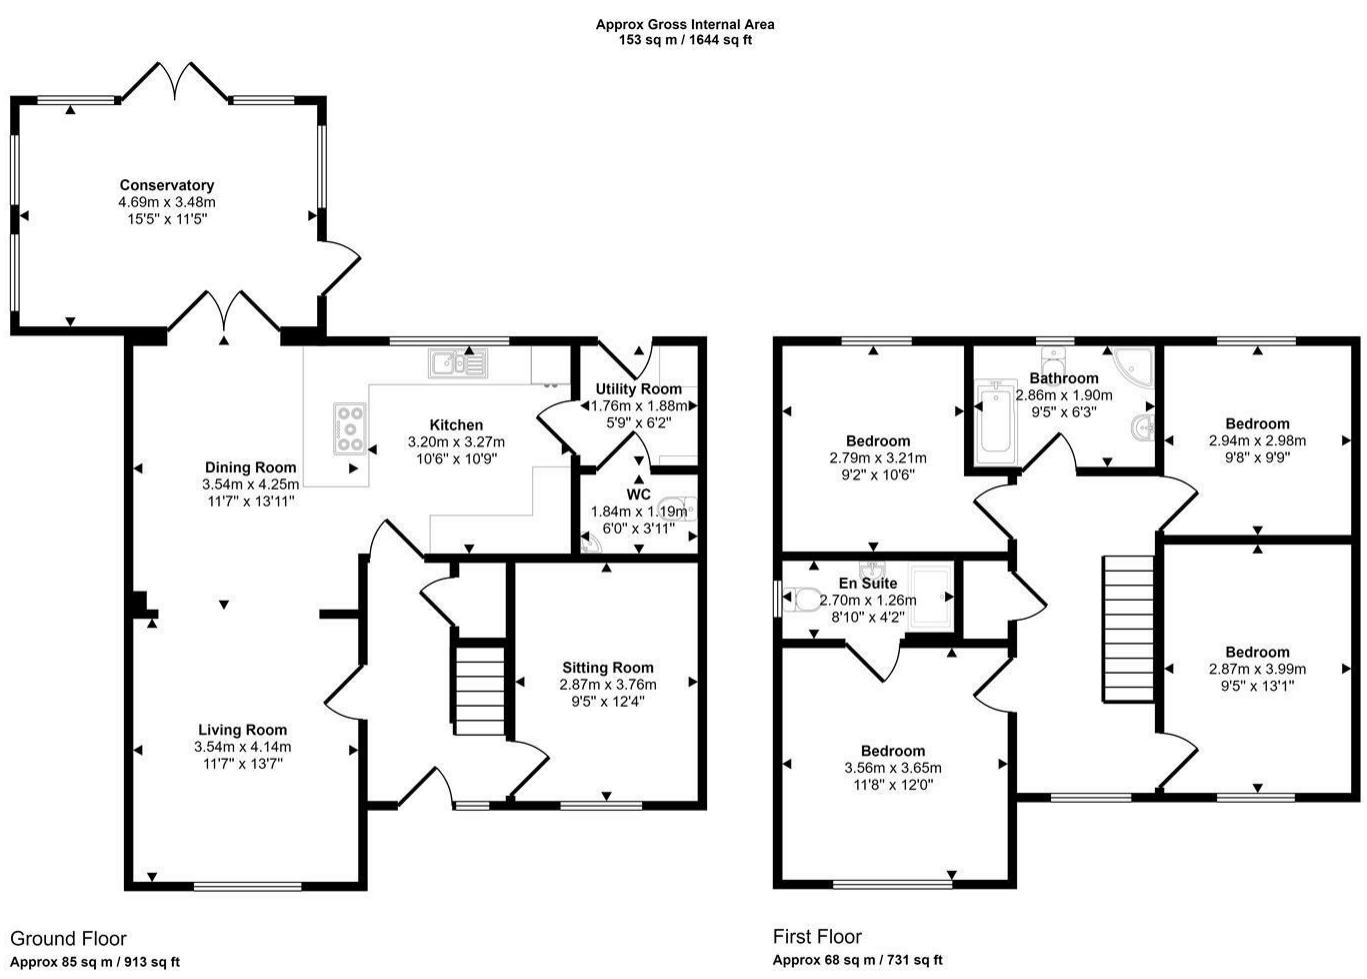 Approx Gross Internal Area
153 sq m / 1644 sq ft
Conservatory
4.69m x 3.48m
15'5" x 11'5"
Dining Room
3.54m x 4.25m
11'7" x 13'11"
Kitchen
3.20m x 3.27m
10'6" x 10'9"
Utility Room
1.76m x 1.88m
5'9" x 6'2"
WC
1.84m x 1.19m
6'0" x 3'11"
Sitting Room
2.87m x 3.76m
9'5" x 12'4"
Living Room
3.54m x 4.14m
11'7" x 13'7"
Ground Floor
Approx 85 sq m / 913 sq ft
Bedroom
2.79m x 3.21m
9'2" x 10'6"
Bathroom
2.86m x 1.90m
9'5" x 6'3"
Bedroom
2.94m x 2.98m
9'8" x 9'9"
En Suite
2.70m x 1.26m
8'10" x 4'2"
Bedroom
2.87m x 3.99m
9'5" x 13'1"
Bedroom
3.56m x 3.65m
11'8" x 12'0"
First Floor
Approx 68 sq m / 731 sq ft